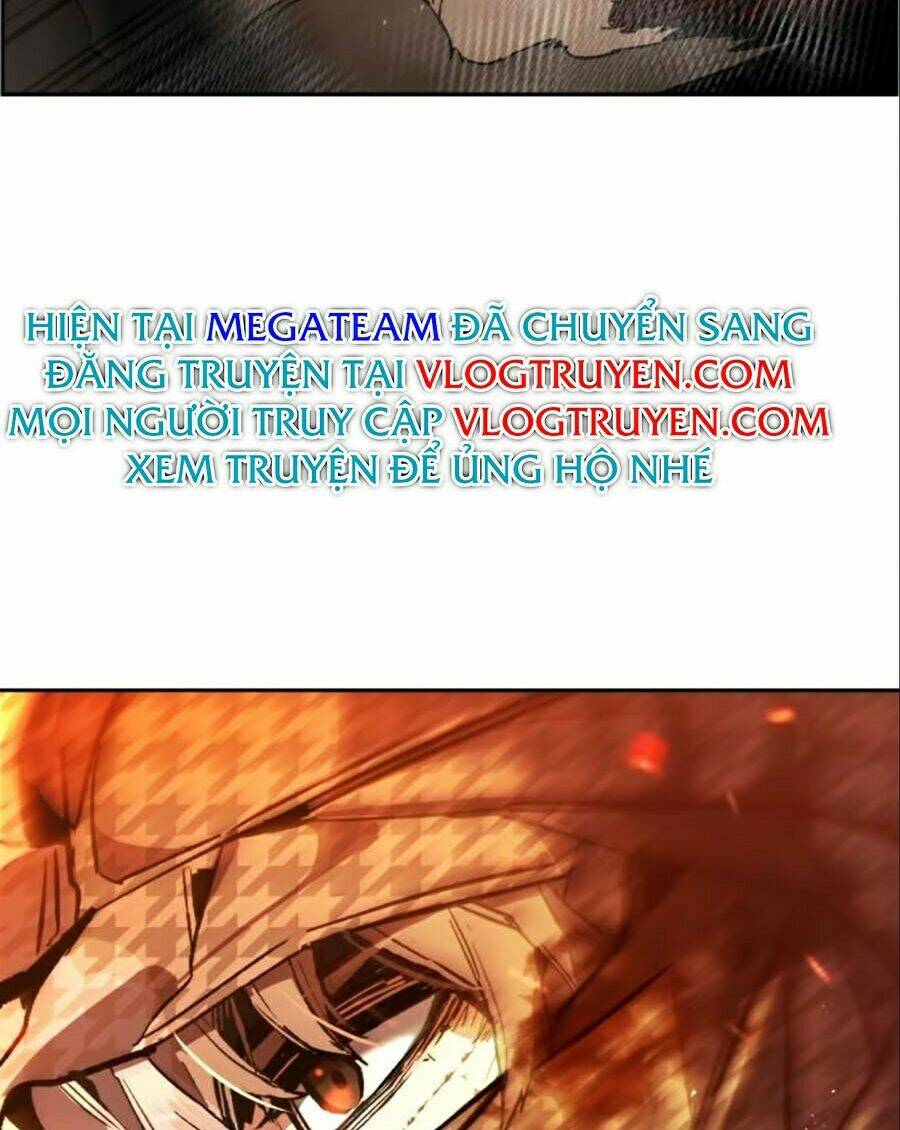 HIỆN TẠI MEGATEAM ĐÃ CHUYỂN SANG
ĐĂNG TRUYỆN TẠI VLOGTRUYEN.COM
MỌI NGƯỜI TRUY CẬP VLOGTRUYEN.COM
XEM TRUYỆN ĐỂ ỦNG HỘ NHÉ